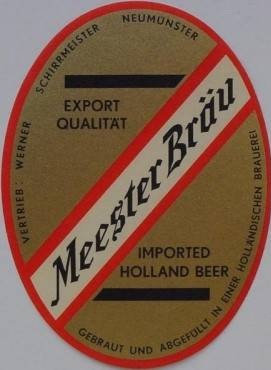 VERTRIEB: WERNER SCHIRRMEISTER NEUMÜNSTER
EXPORT
QUALITÄT
Meester Bräu
IMPORTED
HOLLAND BEER
GEBRAUT UND ABGEFÜLLT IN EINER HOLLÄNDISCHEN BRAUEREI